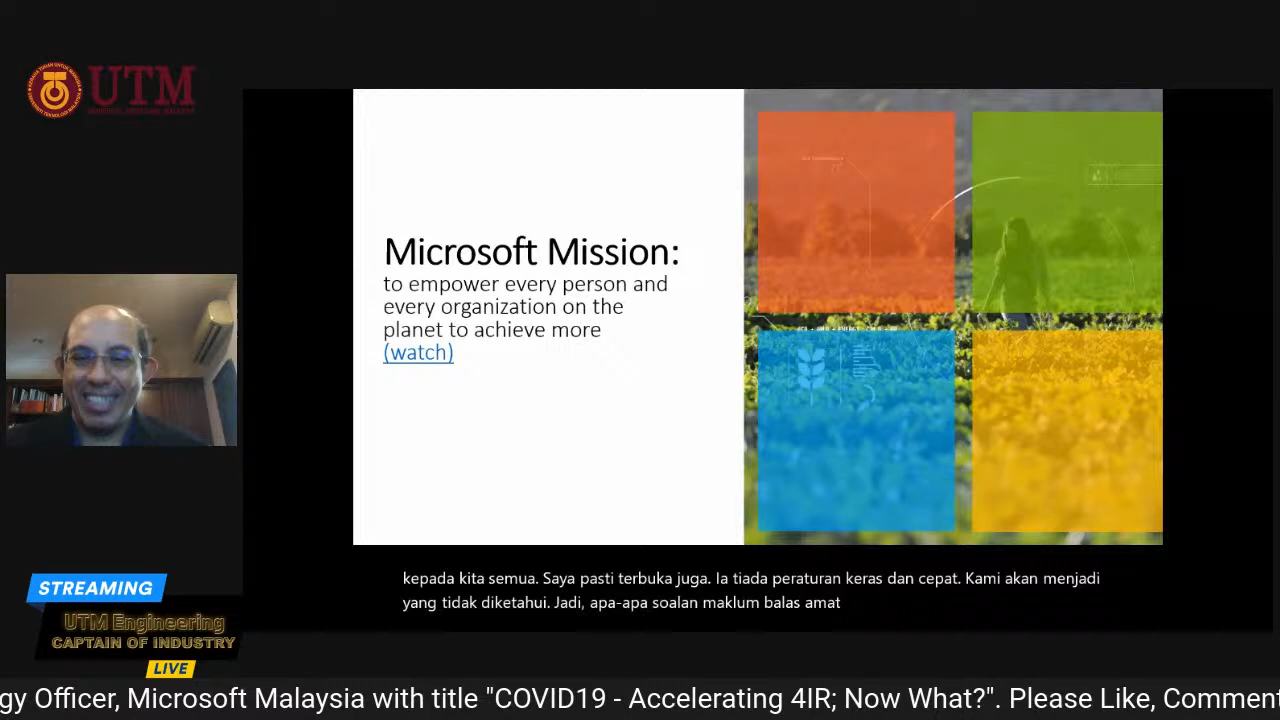 UTM
Microsoft Mission:
to empower every person and
every organization on the
planet to achieve more
(watch)
kepada kita semua. Saya pasti terbuka juga. Ia tiada peraturan keras dan cepat. Kami akan menjadi
yang tidak diketahui. Jadi, apa-apa soalan maklum balas amat
STREAMING
UTM Engineering
CAPTAIN OF INDUSTRY
LIVE
gy Officer, Microsoft Malaysia with title "COVID19 - Accelerating 4IR; Now What?". Please Like, Comment